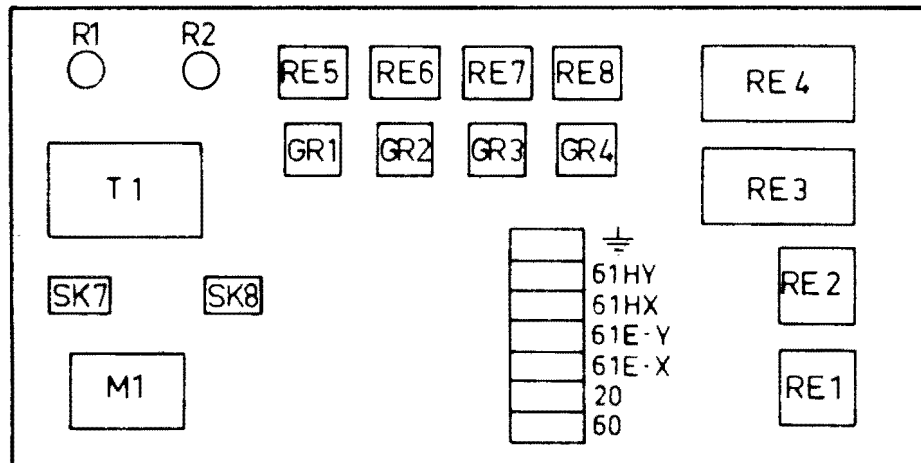 R1 R2
RE5 RE6 RE7 RE8
RE4
GR1 GR2 GR3 GR4
T1
RE3
61HY
61HX
61E-Y
61E-X
20
60
SK7 SK8
RE2
M1
RE1